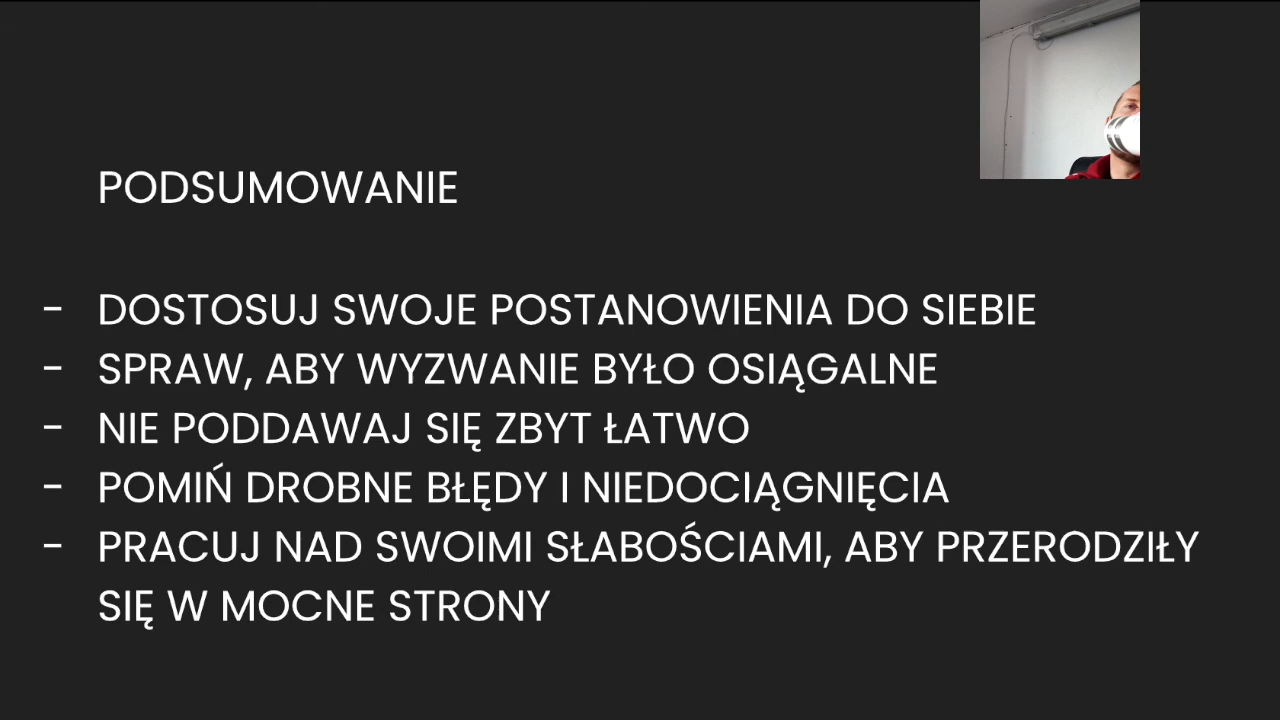 PODSUMOWANIE
- DOSTOSUJ SWOJE POSTANOWIENIA DO SIEBIE
- SPRAW, ABY WYZWANIE BYŁO OSIĄGALNE
- NIE PODDAWAJ SIĘ ZBYT ŁATWO
- POMIŃ DROBNE BŁĘDY I NIEDOCIĄGNIĘCIA
- PRACUJ NAD SWOIMI SŁABOŚCIAMI, ABY PRZERODZIŁY
SIĘ W MOCNE STRONY